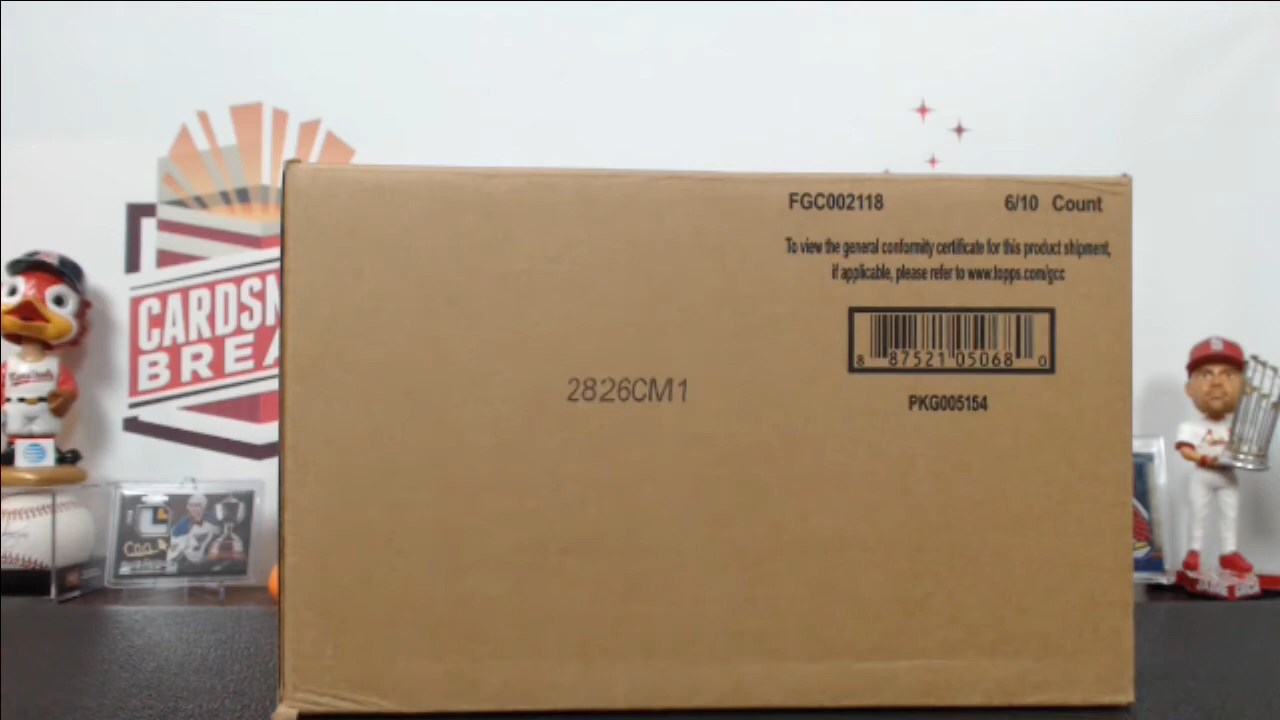 FGC002118 6/10 Count
To view the general conformity certificate for this product shipment,
if applicable, please refer to www.topps.com/gcc
8 87521 05068 0
2826CM1
PKG005154
CARDSM
BREA